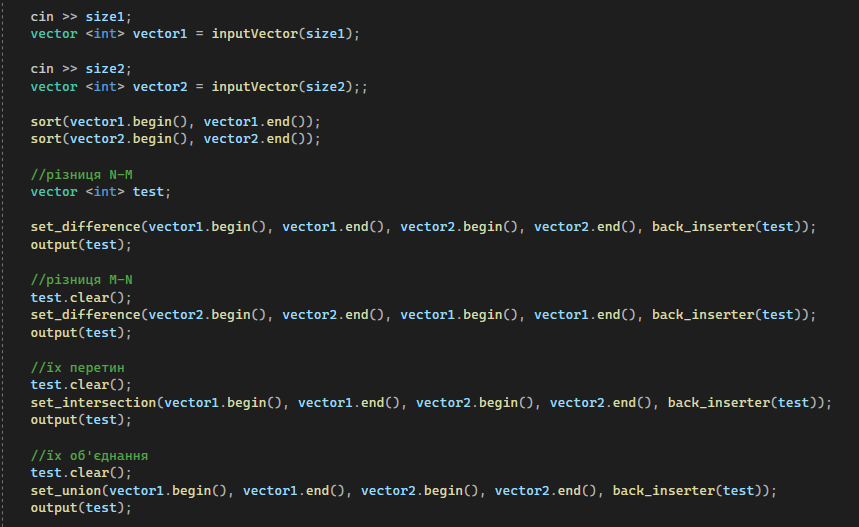 cin >> size1;
vector <int> vector1 = inputVector(size1);
cin >> size2;
vector <int> vector2 = inputVector(size2);;
sort(vector1.begin(), vector1.end());
sort(vector2.begin(), vector2.end());
//різниця N-M
vector <int> test;
set_difference(vector1.begin(), vector1.end(), vector2.begin(), vector2.end(), back_inserter(test));
output(test);
//різниця M-N
test.clear();
set_difference(vector2.begin(), vector2.end(), vector1.begin(), vector1.end(), back_inserter(test));
output(test);
//їх перетин
test.clear();
set_intersection(vector1.begin(), vector1.end(), vector2.begin(), vector2.end(), back_inserter(test));
output(test);
//їх об'єднання
test.clear();
set_union(vector1.begin(), vector1.end(), vector2.begin(), vector2.end(), back_inserter(test));
output(test);